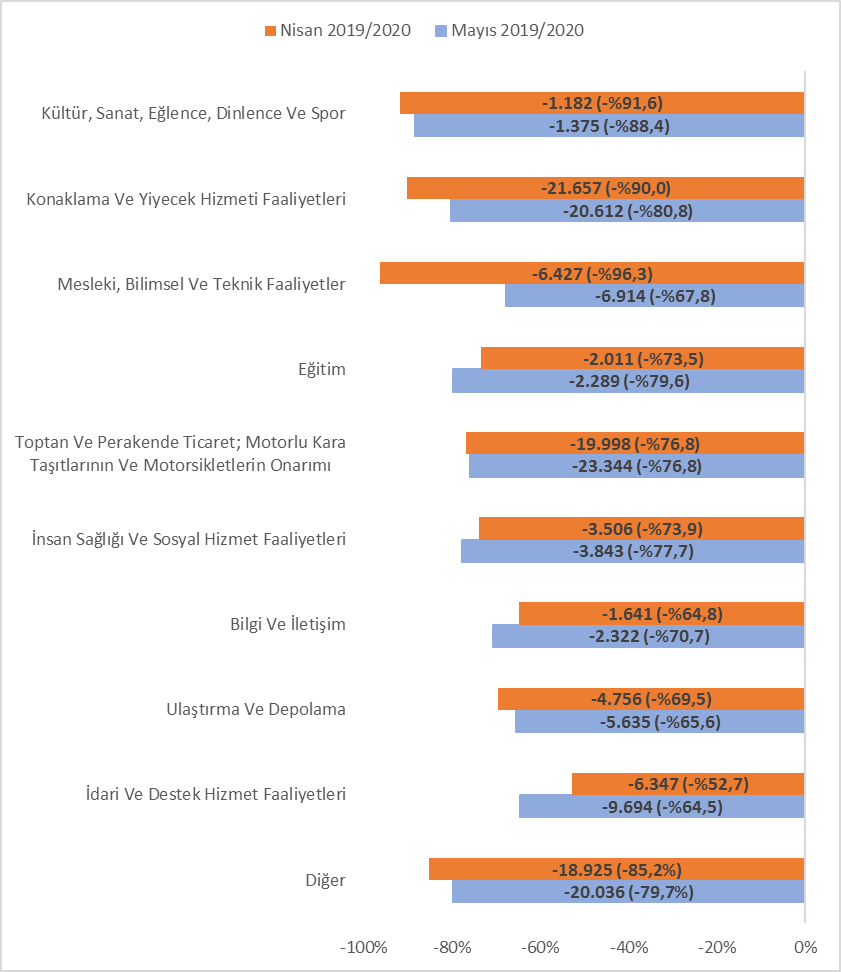 Nisan 2019/2020
Mayıs 2019/2020
Kültür, Sanat, Eğlence, Dinlence Ve Spor
-1.182 (-%91,6)
-1.375 (-%88,4)
Konaklama Ve Yiyecek Hizmeti Faaliyetleri
-21.657 (-%90,0)
-20.612 (-%80,8)
Mesleki, Bilimsel Ve Teknik Faaliyetler
-6.427 (-%96,3)
-6.914 (-%67,8)
Eğitim
-2.011 (-%73,5)
-2.289 (-%79,6)
Toptan Ve Perakende Ticaret; Motorlu Kara
Taşıtlarının Ve Motorsikletlerin Onarımı
-19.998 (-%76,8)
-23.344 (-%76,8)
İnsan Sağlığı Ve Sosyal Hizmet Faaliyetleri
-3.506 (-%73,9)
-3.843 (-%77,7)
Bilgi Ve İletişim
-1.641 (-%64,8)
-2.322 (-%70,7)
Ulaştırma Ve Depolama
-4.756 (-%69,5)
-5.635 (-%65,6)
İdari Ve Destek Hizmet Faaliyetleri
-6.347 (-%52,7)
-9.694 (-%64,5)
Diğer
-18.925 (-85,2%)
-20.036 (-79,7%)
-100% -80% -60% -40% -20% 0%